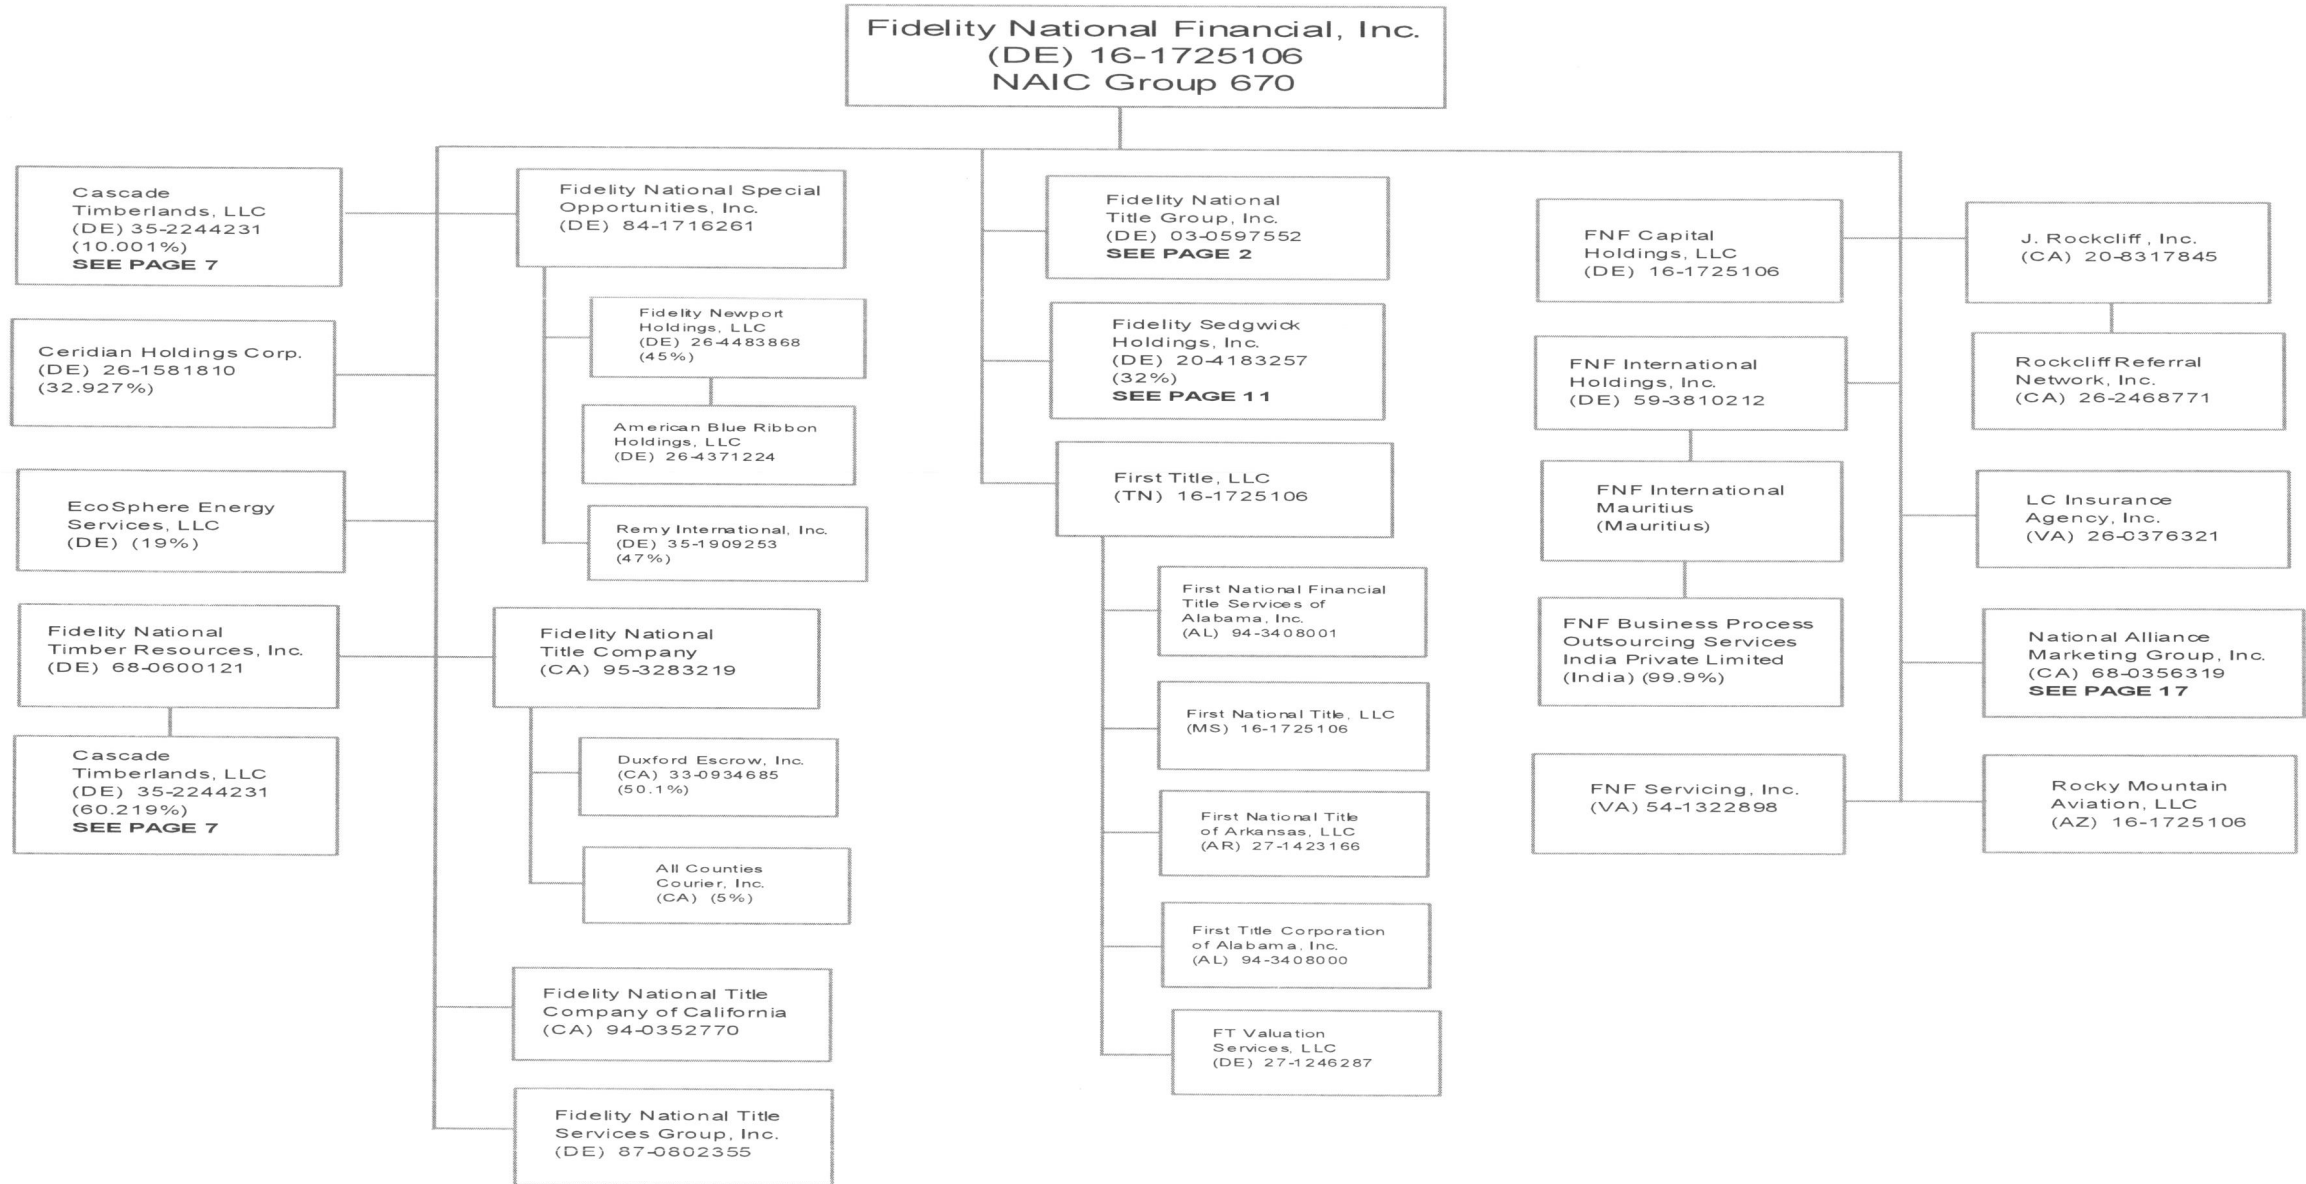 Fidelity National Financial, Inc.
(DE) 16-1725106
NAIC Group 670
Cascade
Timberlands, LLC
(DE) 35-2244231
(10.001%)
SEE PAGE 7
Ceridian Holdings Corp.
(DE) 26-1581810
(32.927%)
EcoSphere Energy
Services, LLC
(DE) (19%)
Fidelity National
Timber Resources, Inc.
(DE) 68-0600121
Cascade
Timberlands, LLC
(DE) 35-2244231
(60.219%)
SEE PAGE 7
Fidelity National Special
Opportunities, Inc.
(DE) 84-1716261
Fidelity Newport
Holdings, LLC
(DE) 26-4483868
(45%)
American Blue Ribbon
Holdings, LLC
(DE) 26-4371224
Remy International, Inc.
(DE) 35-1909253
(47%)
Fidelity National
Title Company
(CA) 95-3283219
Duxford Escrow, Inc.
(CA) 33-0934685
(50.1%)
All Counties
Courier, Inc.
(CA) (5%)
Fidelity National Title
Company of California
(CA) 94-0352770
Fidelity National Title
Services Group, Inc.
(DE) 87-0802355
Fidelity National
Title Group, Inc.
(DE) 03-0597552
SEE PAGE 2
Fidelity Sedgwick
Holdings, Inc.
(DE) 20-4183257
(32%)
SEE PAGE 11
First Title, LLC
(TN) 16-1725106
First National Financial
Title Services of
Alabama, Inc.
(AL) 94-3408001
First National Title, LLC
(MS) 16-1725106
First National Title
of Arkansas, LLC
(AR) 27-1423166
First Title Corporation
of Alabama, Inc.
(AL) 94-3408000
FT Valuation
Services, LLC
(DE) 27-1246287
FNF Capital
Holdings, LLC
(DE) 16-1725106
FNF International
Holdings, Inc.
(DE) 59-3810212
FNF International
Mauritius
(Mauritius)
FNF Business Process
Outsourcing Services
India Private Limited
(India) (99.9%)
FNF Servicing, Inc.
(VA) 54-1322898
J. Rockcliff, Inc.
(CA) 20-8317845
Rockcliff Referral
Network, Inc.
(CA) 26-2468771
LC Insurance
Agency, Inc.
(VA) 26-0376321
National Alliance
Marketing Group, Inc.
(CA) 68-0356319
SEE PAGE 17
Rocky Mountain
Aviation, LLC
(AZ) 16-1725106